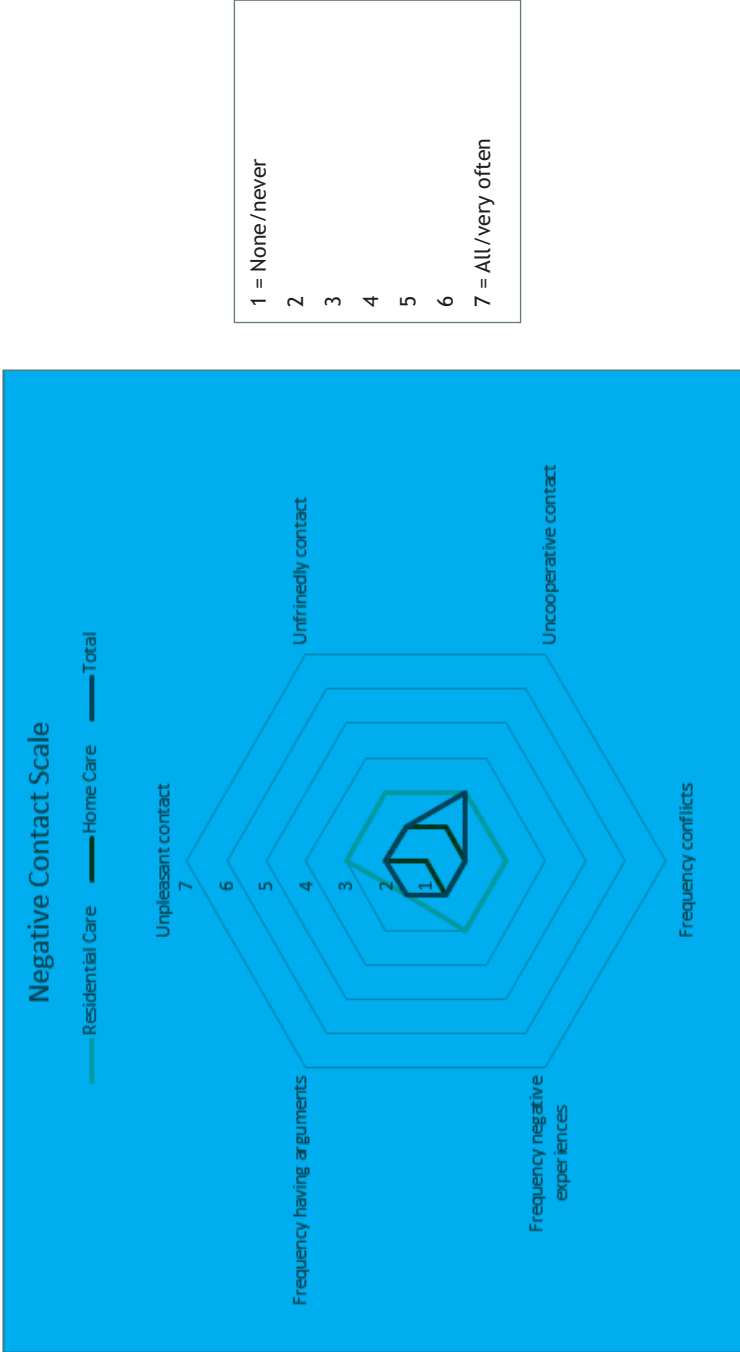 Negative Contact Scale
Residential Care
Home Care
Total
Unpleasant contact
7
6
5
4
3
2
1
Unfrinedly contact
Uncooperative contact
Frequency conflicts
Frequency negative
experiences
Frequency having arguments
1 = None/never
2
3
4
5
6
7 = All/very often